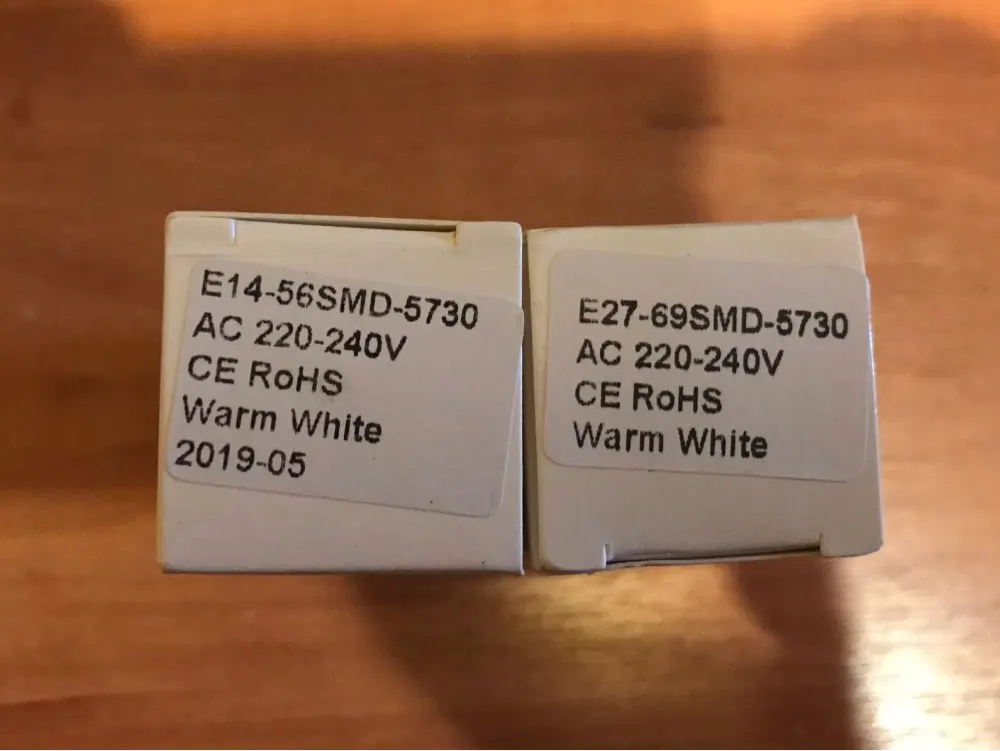 E14-56SMD-5730
AC 220-240V
CE RoHS
Warm White
2019-05
E27-69SMD-5730
AC 220-240V
CE RoHS
Warm White